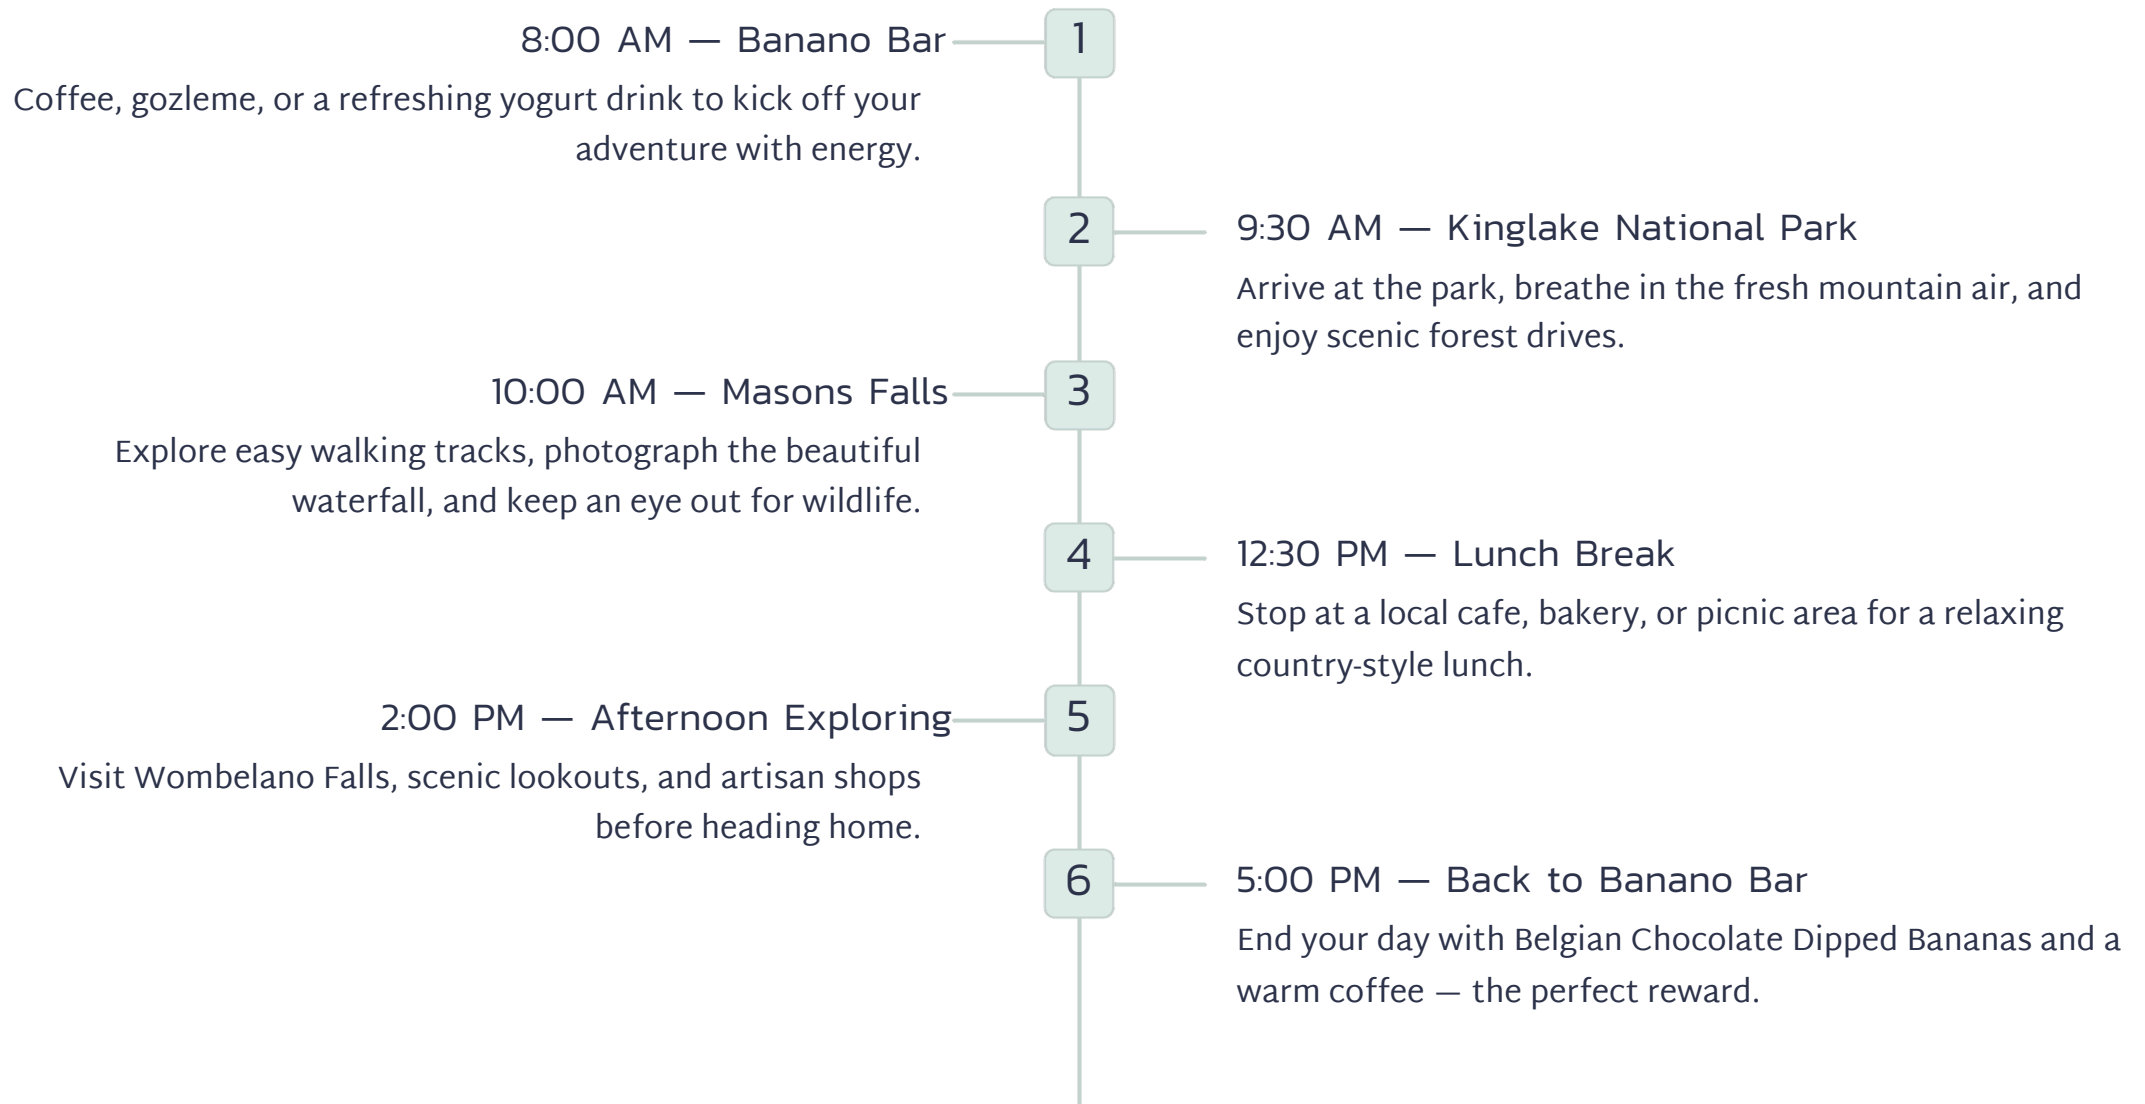 8:00 AM — Banano Bar
1
Coffee, gozleme, or a refreshing yogurt drink to kick off your
adventure with energy.
2
9:30 AM — Kinglake National Park
Arrive at the park, breathe in the fresh mountain air, and
enjoy scenic forest drives.
10:00 AM — Masons Falls
3
Explore easy walking tracks, photograph the beautiful
waterfall, and keep an eye out for wildlife.
4
12:30 PM — Lunch Break
Stop at a local cafe, bakery, or picnic area for a relaxing
country-style lunch.
2:00 PM — Afternoon Exploring
5
Visit Wombelano Falls, scenic lookouts, and artisan shops
before heading home.
6
5:00 PM — Back to Banano Bar
End your day with Belgian Chocolate Dipped Bananas and a
warm coffee — the perfect reward.